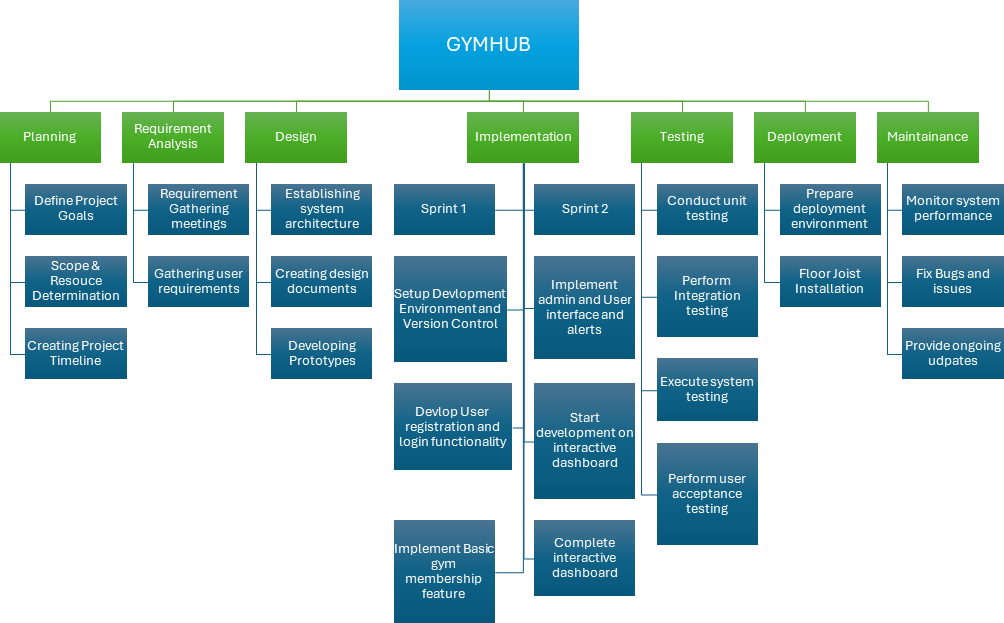 GYMHUB
Planning
Requirement
Analysis
Design
Implementation
Testing
Deployment
Maintainance
Define Project
Goals
Scope &
Resouce
Determination
Creating Project
Timeline
Requirement
Gathering
meetings
Gathering user
requirements
Establishing
system
architecture
Creating design
documents
Developing
Prototypes
Sprint 1
Setup Devlopment
Environment and
Version Control
Devlop User
registration and
login functionality
Implement Basic
gym
membership
feature
Sprint 2
Implement
admin and User
interface and
alerts
Start
development on
interactive
dashboard
Complete
interactive
dashboard
Conduct unit
testing
Perform
Integration
testing
Execute system
testing
Perform user
acceptance
testing
Prepare
deployment
environment
Floor Joist
Installation
Monitor system
performance
Fix Bugs and
issues
Provide ongoing
udpates